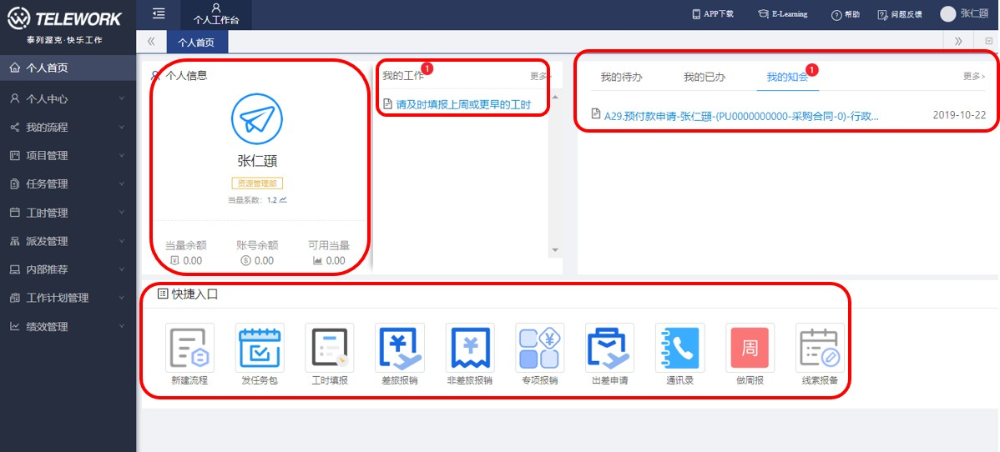 TELEWORK
泰列渥克·快乐工作
个人工作台
APP下载
E-Learning
帮助
问题反馈
张仁頲
个人首页
个人首页
个人中心
我的流程
项目管理
任务管理
工时管理
派发管理
内部推荐
工作计划管理
绩效管理
个人信息
张仁頲
资源管理部
当量系数: 1.2
当量余额
账号余额
可用当量
0.00
0.00
0.00
我的工作
1
更多>
请及时填报上周或更早的工时
我的待办
我的已办
我的知会
1
更多>
A29.预付款申请-张仁頲-(PU0000000000-采购合同-0)-行政...
2019-10-22
快捷入口
新建流程
发任务包
工时填报
差旅报销
非差旅报销
专项报销
出差申请
通讯录
周
做周报
线索报备